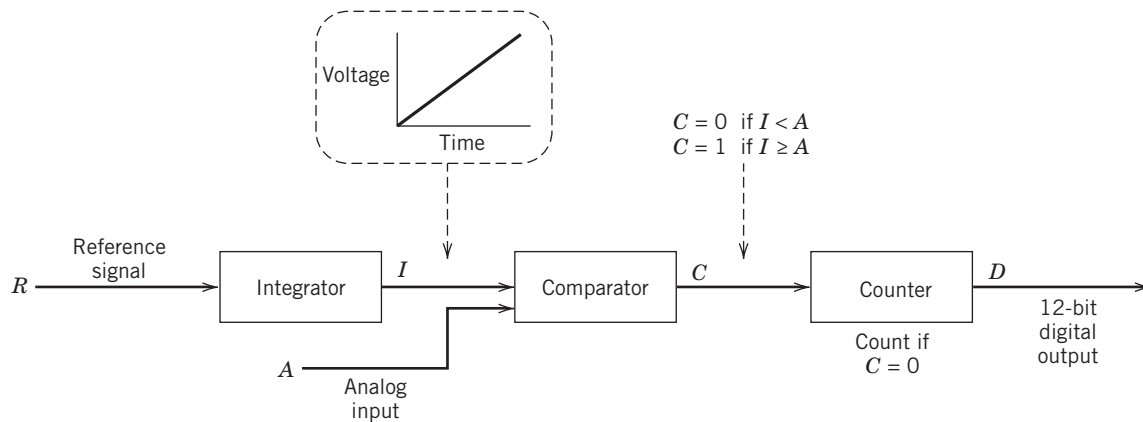 Voltage
Time
C = 0 if I < A
C = 1 if I ≥ A
Reference
signal
R
Integrator
I
Comparator
C
Counter
D
12-bit
digital
output
Count if
C = 0
A
Analog
input